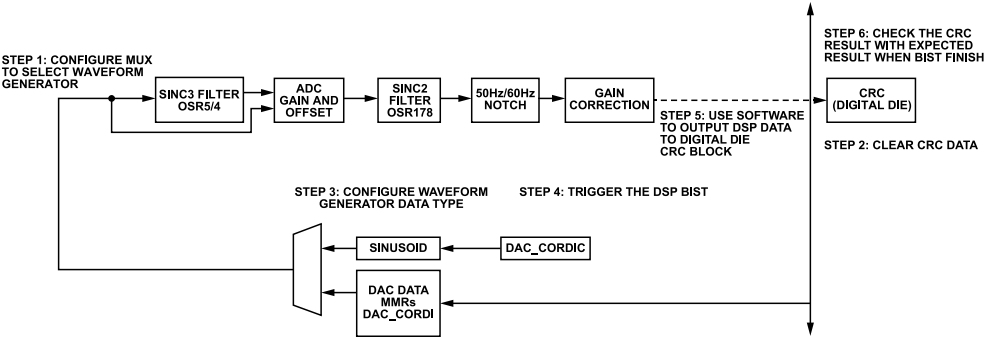 STEP 1: CONFIGURE MUX
TO SELECT WAVEFORM
GENERATOR
SINC3 FILTER
OSR5/4
ADC
GAIN AND
OFFSET
SINC2
FILTER
OSR178
50Hz/60Hz
NOTCH
GAIN
CORRECTION
STEP 5: USE SOFTWARE
TO OUTPUT DSP DATA
TO DIGITAL DIE
CRC BLOCK
STEP 6: CHECK THE CRC
RESULT WITH EXPECTED
RESULT WHEN BIST FINISH
CRC
(DIGITAL DIE)
STEP 2: CLEAR CRC DATA
STEP 3: CONFIGURE WAVEFORM
GENERATOR DATA TYPE
STEP 4: TRIGGER THE DSP BIST
SINUSOID
DAC_CORDIC
DAC DATA
MMRs
DAC_CORDI